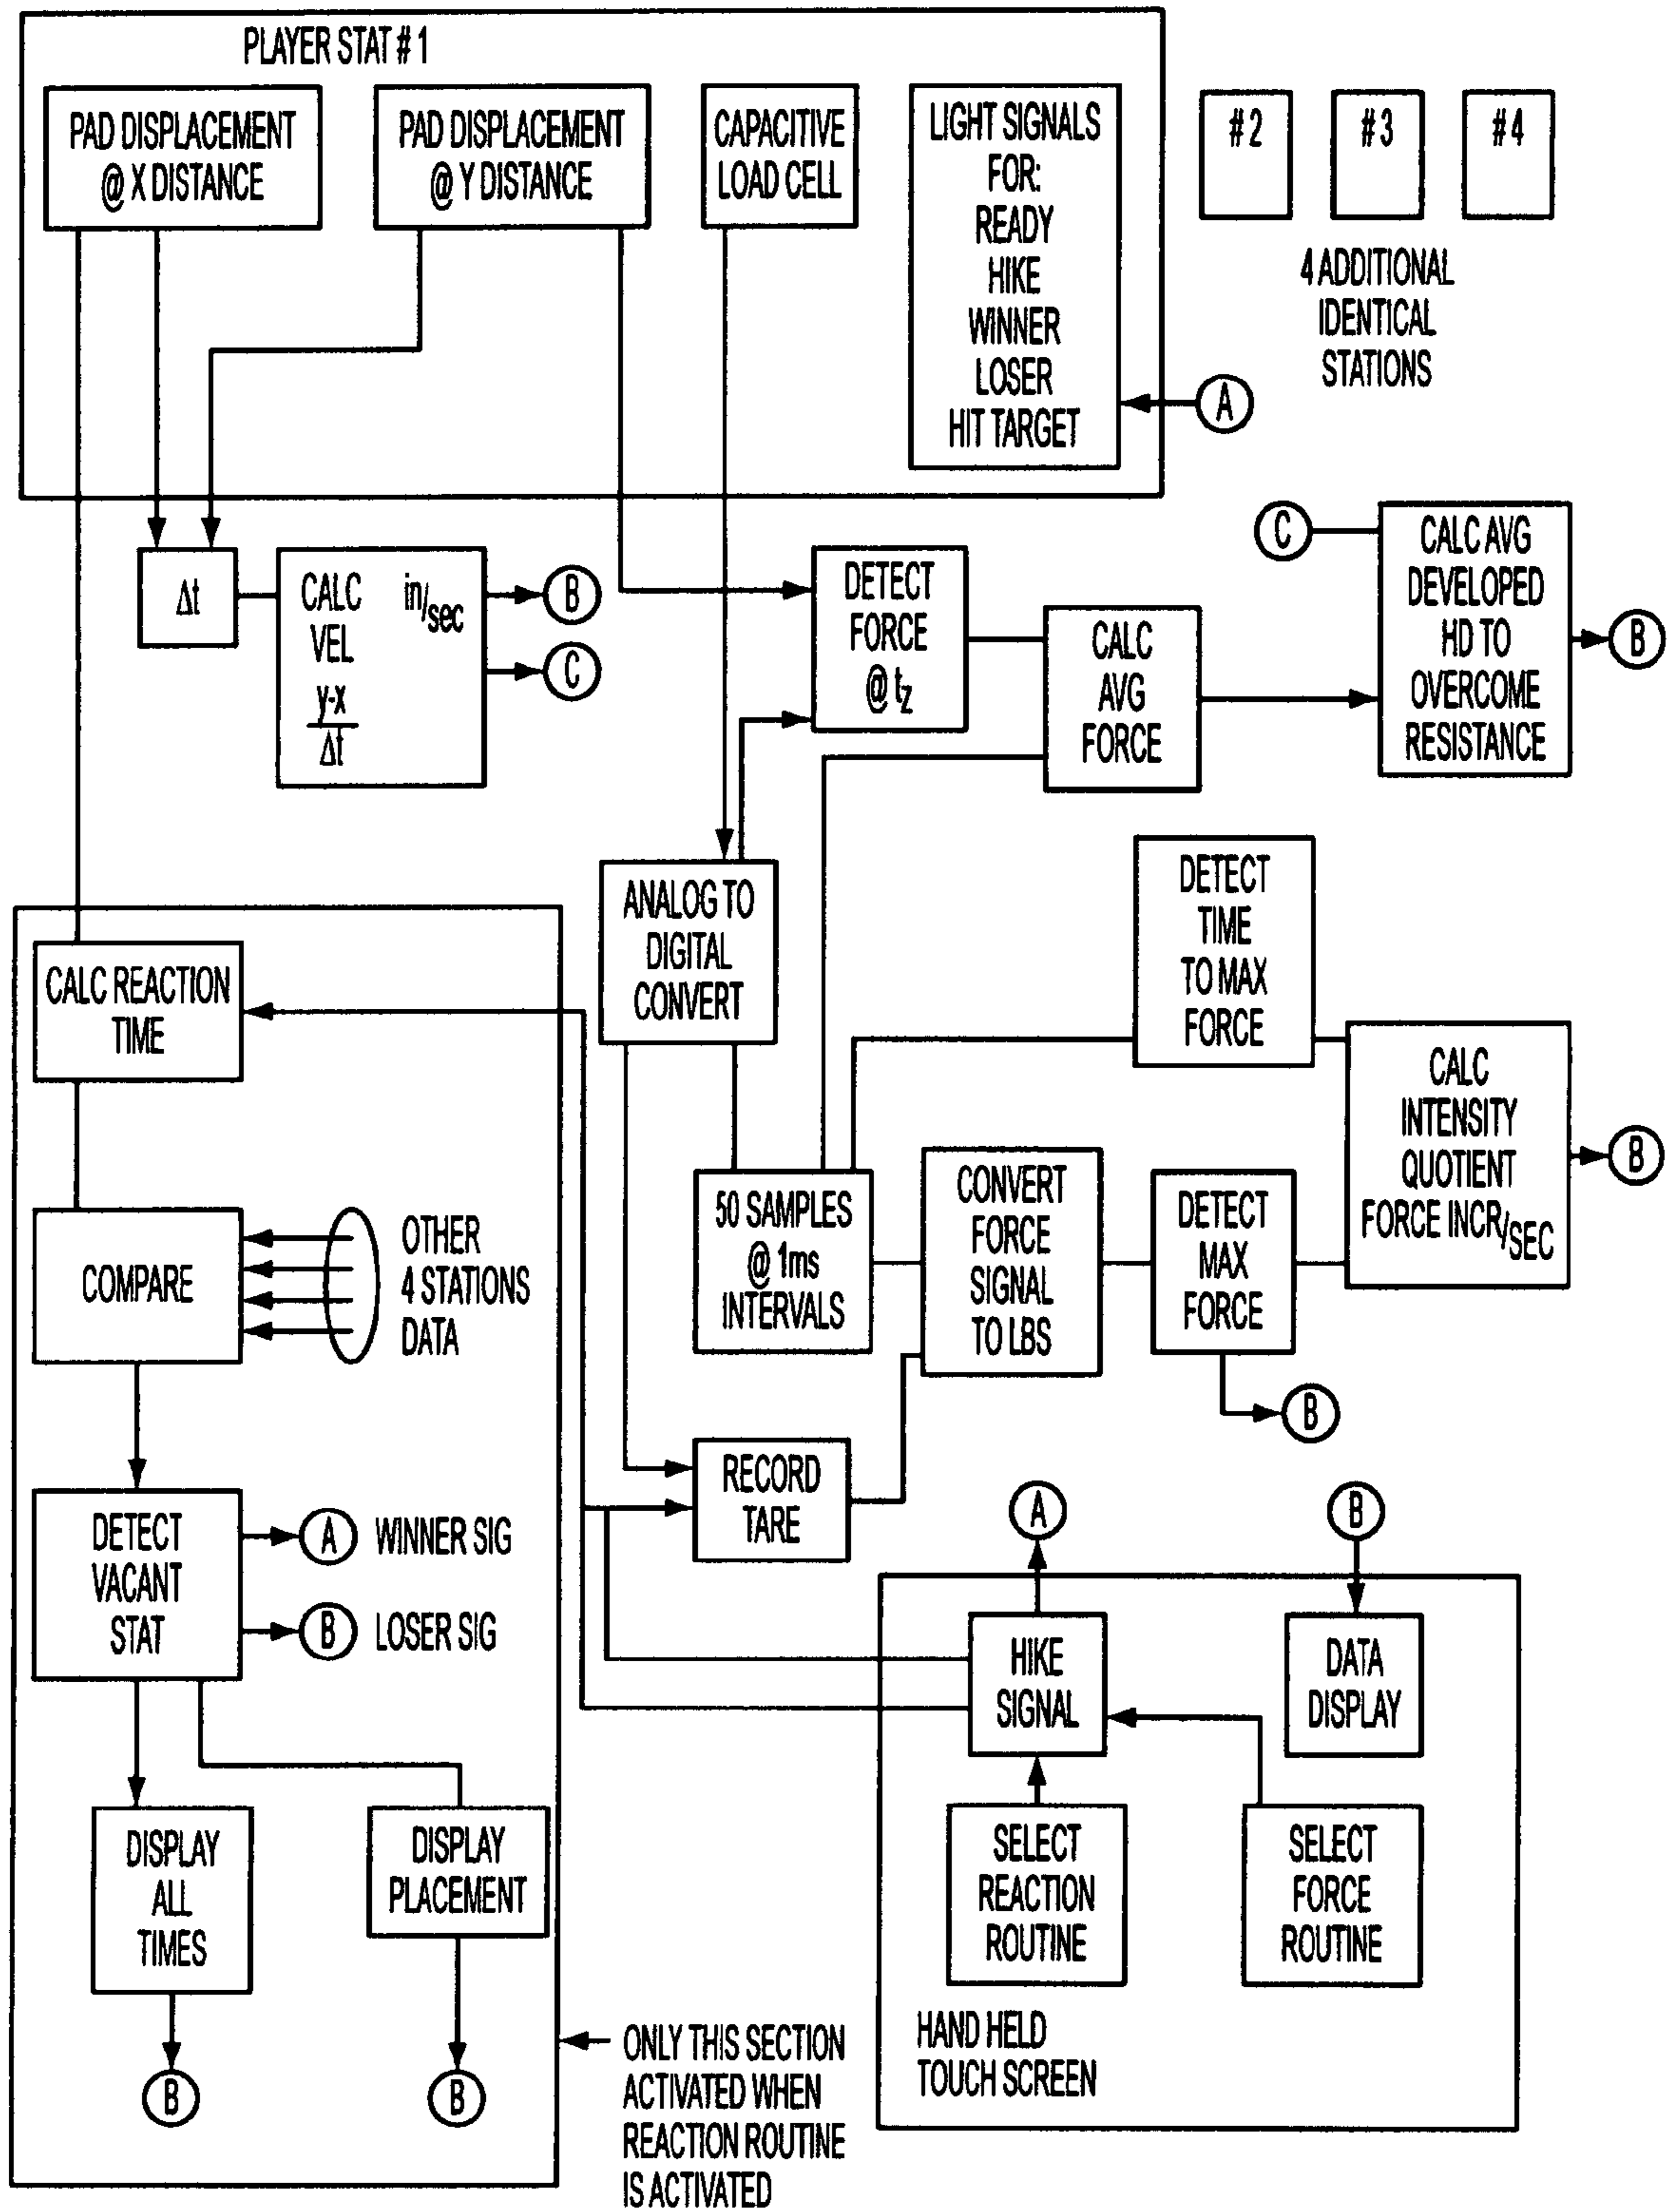 PLAYER STAT # 1
PAD DISPLACEMENT
@ X DISTANCE
PAD DISPLACEMENT
@ Y DISTANCE
CAPACITIVE
LOAD CELL
LIGHT SIGNALS
FOR:
READY
HIKE
WINNER
LOSER
HIT TARGET
# 2
# 3
# 4
4 ADDITIONAL
IDENTICAL
STATIONS
A
Δt
CALC
VEL
y-x
Δt
in/sec
B
C
DETECT
FORCE
@ tz
CALC
AVG
FORCE
C
CALC AVG
DEVELOPED
HD TO
OVERCOME
RESISTANCE
B
ANALOG TO
DIGITAL
CONVERT
DETECT
TIME
TO MAX
FORCE
CALC REACTION
TIME
CALC
INTENSITY
QUOTIENT
FORCE INCR/SEC
B
COMPARE
OTHER
4 STATIONS
DATA
50 SAMPLES
@ 1ms
INTERVALS
CONVERT
FORCE
SIGNAL
TO LBS
DETECT
MAX
FORCE
B
RECORD
TARE
DETECT
VACANT
STAT
A WINNER SIG
B LOSER SIG
A
B
HIKE
SIGNAL
DATA
DISPLAY
DISPLAY
ALL
TIMES
DISPLAY
PLACEMENT
SELECT
REACTION
ROUTINE
SELECT
FORCE
ROUTINE
B
B
HAND HELD
TOUCH SCREEN
ONLY THIS SECTION
ACTIVATED WHEN
REACTION ROUTINE
IS ACTIVATED